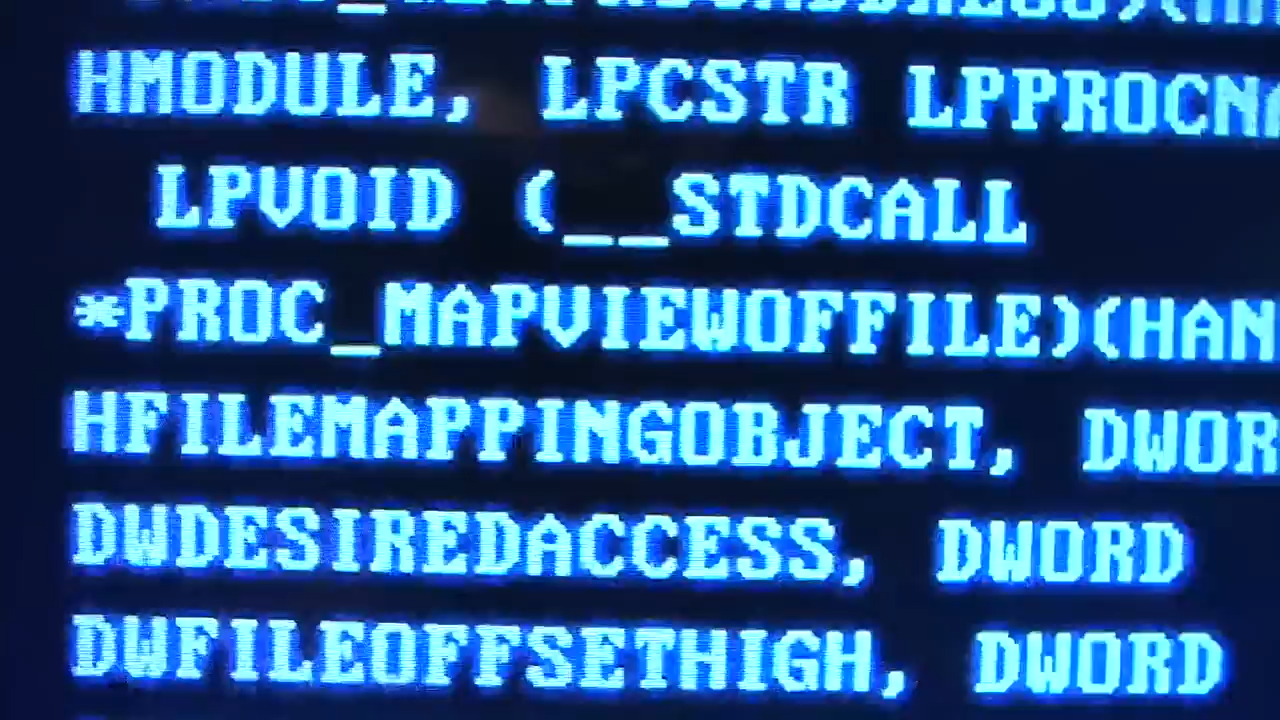 HMODULE, LPCSTR
LPVOID (__STDCALL
*PROC_MAPVIEWOFFILE)(
HFILEMAPPINGOBJECT,
DWDESIREDACCESS, DWORD
DWFILEOFFSETHIGH, DWORD